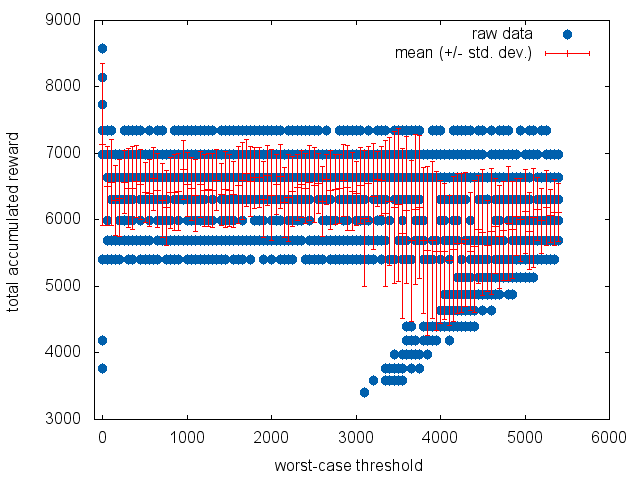 9000
8000
7000
6000
5000
4000
3000
0 1000 2000 3000 4000 5000 6000
total accumulated reward
worst-case threshold
raw data
mean (+/- std. dev.)